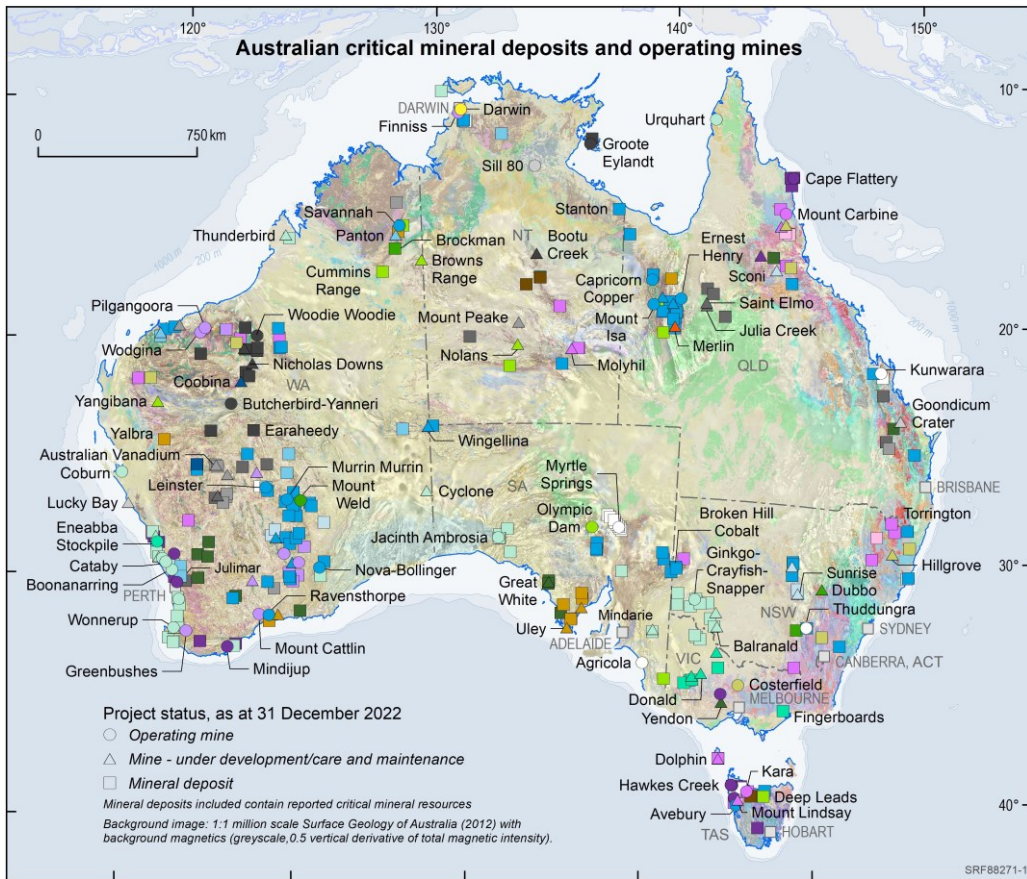 120°
130°
140°
150°
Australian critical mineral deposits and operating mines
10°
20°
30°
40°
0
750 km
DARWIN
Darwin
Finniss
Urquhart
Groote
Eylandt
Sill 80
Cape Flattery
Savannah
Stanton
Mount Carbine
Thunderbird
Panton
NT
Bootu
Creek
Ernest
Henry
Brockman
Sconi
Cummins
Range
Browns
Range
Capricorn
Copper
Saint Elmo
Pilgangoora
Woodie Woodie
Mount Peake
Mount
Isa
Julia Creek
Wodgina
Nolans
Merlin
Nicholas Downs
Molyhil
QLD
Kunwarara
Coobina
WA
Yangibana
Butcherbird-Yanneri
Goondicum
Crater
Yalbra
Earaheedy
Wingellina
Australian Vanadium
Coburn
Leinster
Murrin Murrin
Mount
Weld
Cyclone
SA
Myrtle
Springs
Olympic
Dam
BRISBANE
Lucky Bay
Broken Hill
Cobalt
Torrington
Eneabba
Stockpile
Jacinth Ambrosia
Ginkgo-
Crayfish-
Snapper
Cataby
Julimar
Nova-Bollinger
Hillgrove
Boonanarring
Great
White
Sunrise
Dubbo
PERTH
Ravensthorpe
Mindarie
NSW
Thuddungra
Wonnerup
Uley
ADELAIDE
Balranald
SYDNEY
Mount Cattlin
Agricola
VIC
CANBERRA, ACT
Greenbushes
Mindijup
Donald
Costerfield
MELBOURNE
Yendon
Fingerboards
Project status, as at 31 December 2022
Operating mine
Mine - under development/care and maintenance
Mineral deposit
Mineral deposits included contain reported critical mineral resources
Background image: 1:1 million scale Surface Geology of Australia (2012) with
background magnetics (greyscale,0.5 vertical derivative of total magnetic intensity).
Dolphin
Kara
Hawkes Creek
Deep Leads
Avebury
Mount Lindsay
TAS
HOBART
1000 m
200 m
1000 m
200 m
SRF88271-1